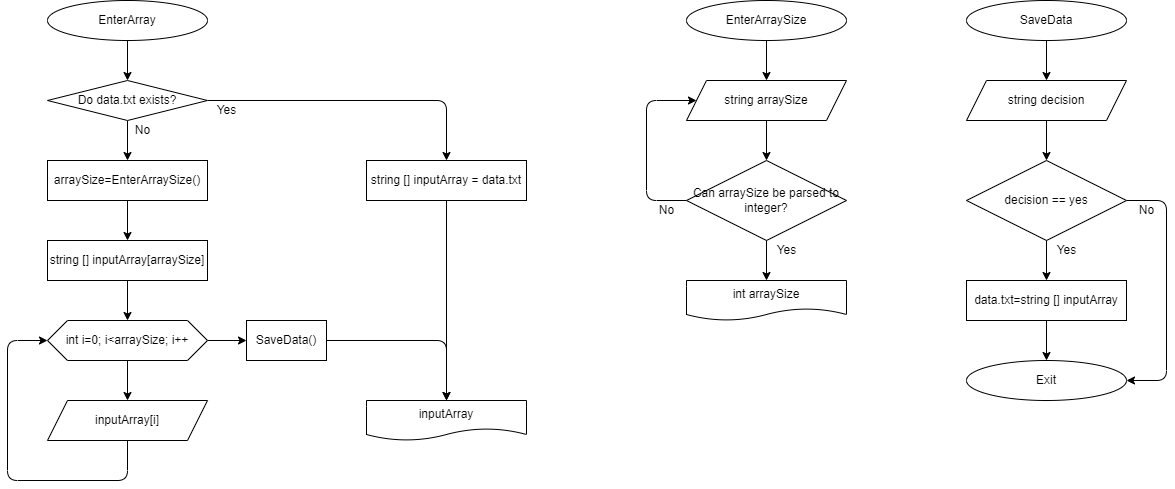 EnterArray
Do data.txt exists?
Yes
No
arraySize=EnterArraySize()
string [] inputArray = data.txt
string [] inputArray[arraySize]
int i=0; i<arraySize; i++
SaveData()
inputArray[i]
inputArray
EnterArraySize
string arraySize
Can arraySize be parsed to
integer?
No
Yes
int arraySize
SaveData
string decision
decision == yes
No
Yes
data.txt=string [] inputArray
Exit